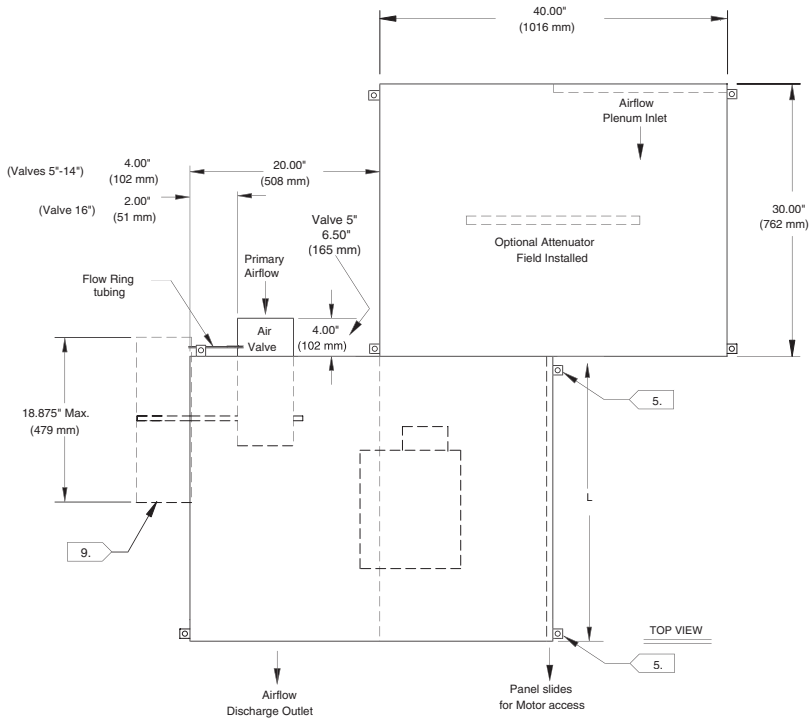 40.00"
(1016 mm)
Airflow
Plenum Inlet
(Valves 5"-14")
4.00"
(102 mm)
20.00"
(508 mm)
2.00"
(51 mm)
(Valve 16")
Valve 5"
6.50"
(165 mm)
30.00"
(762 mm)
Optional Attenuator
Field Installed
Primary
Airflow
Flow Ring
tubing
Air
Valve
4.00"
(102 mm)
18.875" Max.
(479 mm)
5.
L
9.
TOP VIEW
5.
Airflow
Discharge Outlet
Panel slides
for Motor access